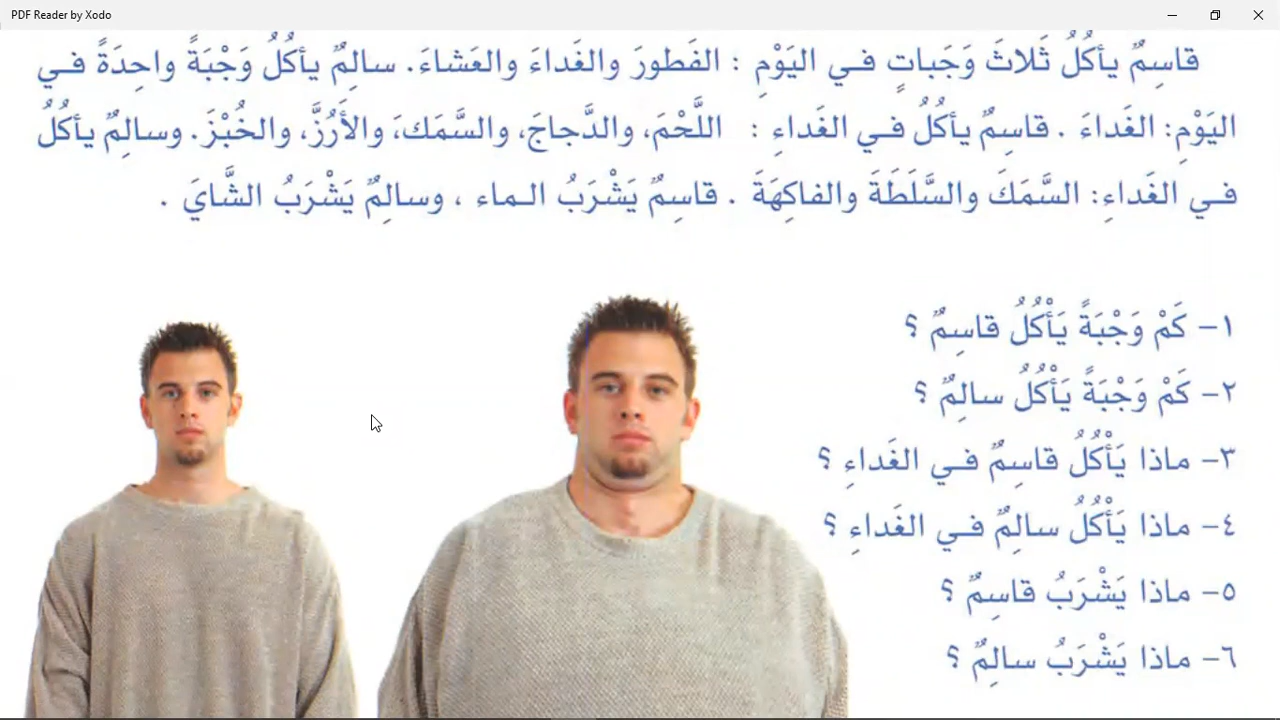 PDF Reader by Xodo
قاسِمٌ يأكُلُ ثَلاثَ وَجَباتٍ في اليَوْمِ : الفَطورَ والغَداءَ والعَشاءَ. سالِمٌ يأكُلُ وَجْبَةً واحِدَةً في
اليَوْمِ: الغَداءَ . قاسِمٌ يأكُلُ في الغَداءِ : اللَّحْمَ، والدَّجاجَ، والسَّمَكَ، والأَرُزَّ، والخُبْزَ. وسالِمٌ يأكُلُ
في الغَداءِ: السَّمَكَ والسَّلَطَةَ والفاكِهَةَ . قاسِمٌ يَشْرَبُ الماء ، وسالِمٌ يَشْرَبُ الشَّايَ .
١- كَمْ وَجْبَةً يَأْكُلُ قاسِمٌ ؟
٢- كَمْ وَجْبَةً يَأْكُلُ سالِمٌ ؟
٣- ماذا يَأْكُلُ قاسِمٌ في الغَداءِ ؟
٤- ماذا يَأْكُلُ سالِمٌ في الغَداءِ ؟
٥- ماذا يَشْرَبُ قاسِمٌ ؟
٦- ماذا يَشْرَبُ سالِمٌ ؟